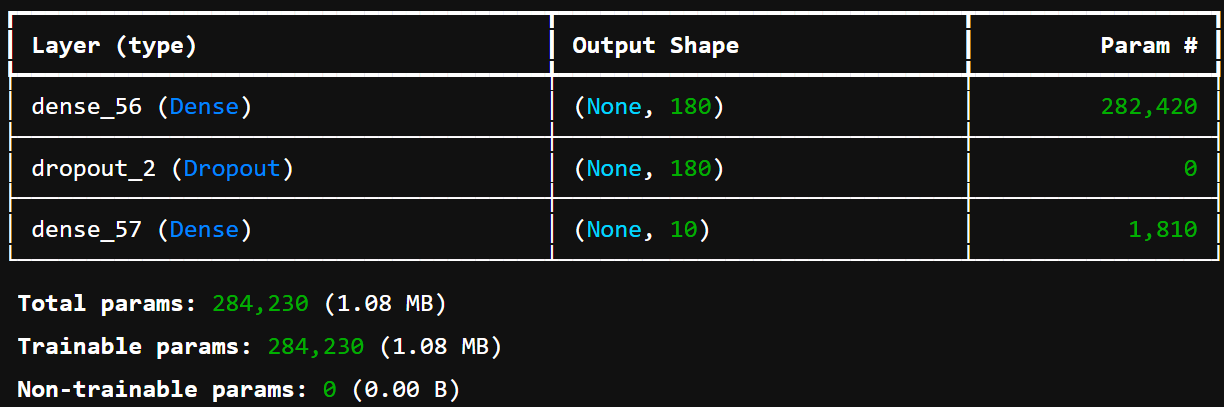 Layer (type) Output Shape Param #
dense_56 (Dense) (None, 180) 282,420
dropout_2 (Dropout) (None, 180) 0
dense_57 (Dense) (None, 10) 1,810
Total params: 284,230 (1.08 MB)
Trainable params: 284,230 (1.08 MB)
Non-trainable params: 0 (0.00 B)